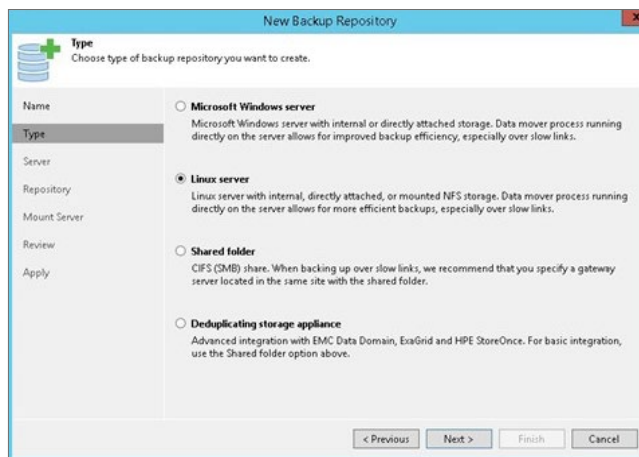 New Backup Repository
X
Type
Choose type of backup repository you want to create.
Name
Type
Server
Repository
Mount Server
Review
Apply
Microsoft Windows server
Microsoft Windows server with internal or directly attached storage. Data mover process running
directly on the server allows for improved backup efficiency, especially over slow links.
Linux server
Linux server with internal, directly attached, or mounted NFS storage. Data mover process running
directly on the server allows for more efficient backups, especially over slow links.
Shared folder
CIFS (SMB) share. When backing up over slow links, we recommend that you specify a gateway
server located in the same site with the shared folder.
Deduplicating storage appliance
Advanced integration with EMC Data Domain, ExaGrid and HPE StoreOnce. For basic integration,
use the Shared folder option above.
< Previous
Next >
Finish
Cancel